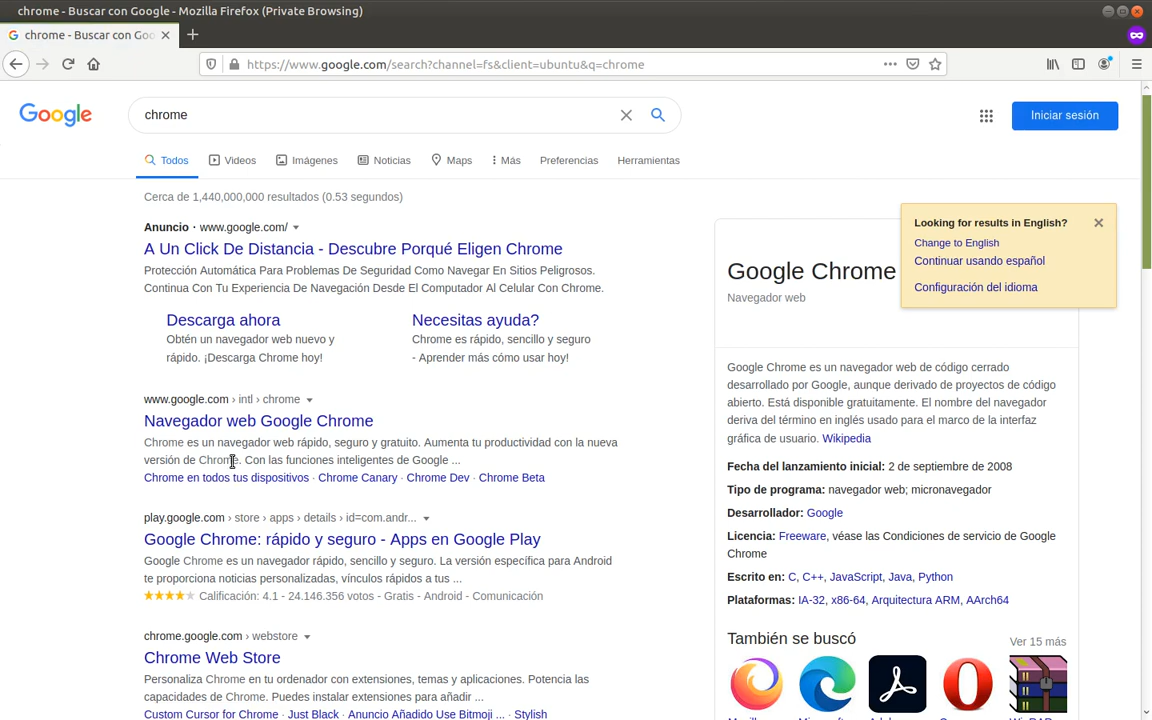 chrome - Buscar con Google - Mozilla Firefox (Private Browsing)
chrome - Buscar con Goo
https://www.google.com/search?channel=fs&client=ubuntu&q=chrome
Google
chrome
Iniciar sesión
Todos
Videos
Imágenes
Noticias
Maps
Más
Preferencias
Herramientas
Cerca de 1,440,000,000 resultados (0.53 segundos)
Anuncio · www.google.com/
A Un Click De Distancia - Descubre Porqué Eligen Chrome
Protección Automática Para Problemas De Seguridad Como Navegar En Sitios Peligrosos.
Continua Con Tu Experiencia De Navegación Desde El Computador Al Celular Con Chrome.
Descarga ahora
Obtén un navegador web nuevo y
rápido. ¡Descarga Chrome hoy!
Necesitas ayuda?
Chrome es rápido, sencillo y seguro
- Aprender más cómo usar hoy!
www.google.com › intl › chrome
Navegador web Google Chrome
Chrome es un navegador web rápido, seguro y gratuito. Aumenta tu productividad con la nueva
versión de Chrome. Con las funciones inteligentes de Google ...
Chrome en todos tus dispositivos · Chrome Canary · Chrome Dev · Chrome Beta
play.google.com › store › apps › details › id=com.andr...
Google Chrome: rápido y seguro - Apps en Google Play
Google Chrome es un navegador rápido, sencillo y seguro. La versión específica para Android
te proporciona noticias personalizadas, vínculos rápidos a tus ...
Calificación: 4.1 - 24.146.356 votos - Gratis - Android - Comunicación
chrome.google.com › webstore
Chrome Web Store
Personaliza Chrome en tu ordenador con extensiones, temas y aplicaciones. Potencia las
capacidades de Chrome. Puedes instalar extensiones para añadir ...
Custom Cursor for Chrome · Just Black · Anuncio Añadido Use Bitmoji ... · Stylish
Looking for results in English?
Change to English
Continuar usando español
Configuración del idioma
Google Chrome
Navegador web
Google Chrome es un navegador web de código cerrado
desarrollado por Google, aunque derivado de proyectos de código
abierto. Está disponible gratuitamente. El nombre del navegador
deriva del término en inglés usado para el marco de la interfaz
gráfica de usuario. Wikipedia
Fecha del lanzamiento inicial: 2 de septiembre de 2008
Tipo de programa: navegador web; micronavegador
Desarrollador: Google
Licencia: Freeware, véase las Condiciones de servicio de Google
Chrome
Escrito en: C, C++, JavaScript, Java, Python
Plataformas: IA-32, x86-64, Arquitectura ARM, AArch64
También se buscó
Ver 15 más